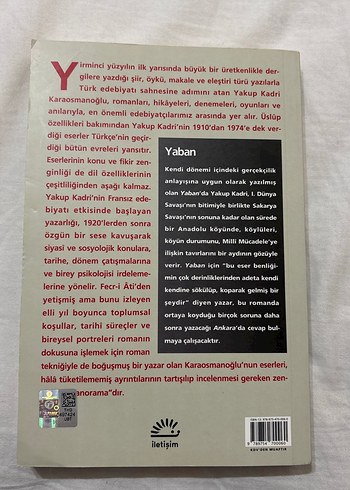 Yirminci yüzyılın ilk yarısında büyük bir üretkenlikle der-
gilere yazdığı şiir, öykü, makale ve eleştiri türü yazılarla
Türk edebiyatı sahnesine adımını atan Yakup Kadri
Karaosmanoğlu, romanları, hikâyeleri, denemeleri, oyunları ve
anılarıyla, en önemli edebiyatçılarımız arasında yer alır. Üslûp
özellikleri bakımından Yakup Kadri'nin 1910'dan 1974'e dek ver-
diği eserler Türkçe'nin geçir-
diği bütün evreleri yansıtır.
Eserlerinin konu ve fikir zen-
ginliği de dil özelliklerinin
çeşitliliğinden aşağı kalmaz.
Yakup Kadri'nin Fransız ede-
biyatı etkisinde başlayan
yazarlığı, 1920'lerden sonra
özgün bir sese kavuşarak
siyasî ve sosyolojik konulara,
tarihe, dönem çatışmalarına
ve birey psikolojisi irdeleme-
lerine yönelir. Fecr-i Âti'den
yetişmiş ama bunu izleyen
elli yıl boyunca toplumsal
koşullar, tarihî süreçler ve
bireysel portreleri romanın
dokusuna işlemek için roman
tekniğiyle de boğuşmuş bir yazar olan Karaosmanoğlu'nun eserleri,
hâlâ tüketilememiş ayrıntılarının tartışılıp incelenmesi gereken zen-
anorama"dır.
Yaban
Kendi dönemi içindeki gerçekçilik
anlayışına uygun olarak yazılmış
olan Yaban'da Yakup Kadri, I. Dünya
Savaşı'nın bitimiyle birlikte Sakarya
Savaşı'nın sonuna kadar olan sürede
bir Anadolu köyünde, köylüleri,
köyün durumunu, Millî Mücadele'ye
ilişkin tavırlarını bir aydının gözüyle
verir. Yaban için "bu eser benliği-
min çok derinliklerinden adeta kendi
kendine sökülüp, koparak gelmiş bir
şeydir" diyen yazar, bu romanda
ortaya koyduğu birçok soruna daha
sonra yazacağı Ankara'da cevap bul-
maya çalışacaktır.
iletişim
KDV'DEN MUAFTIR